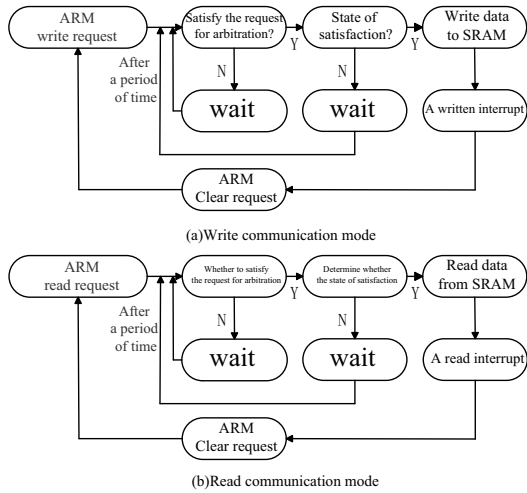 ARM
write request
Satisfy the request
for arbitration?
Y
State of
satisfaction?
Y
Write data
to SRAM
After
a period
of time
N
wait
N
wait
A written interrupt
ARM
Clear request
(a)Write communication mode
ARM
read request
Whether to satisfy
the request for arbitration
Y
Determine whether
the state of satisfaction
Y
Read data
from SRAM
After
a period
of time
N
wait
N
wait
A read interrupt
ARM
Clear request
(b)Read communication mode